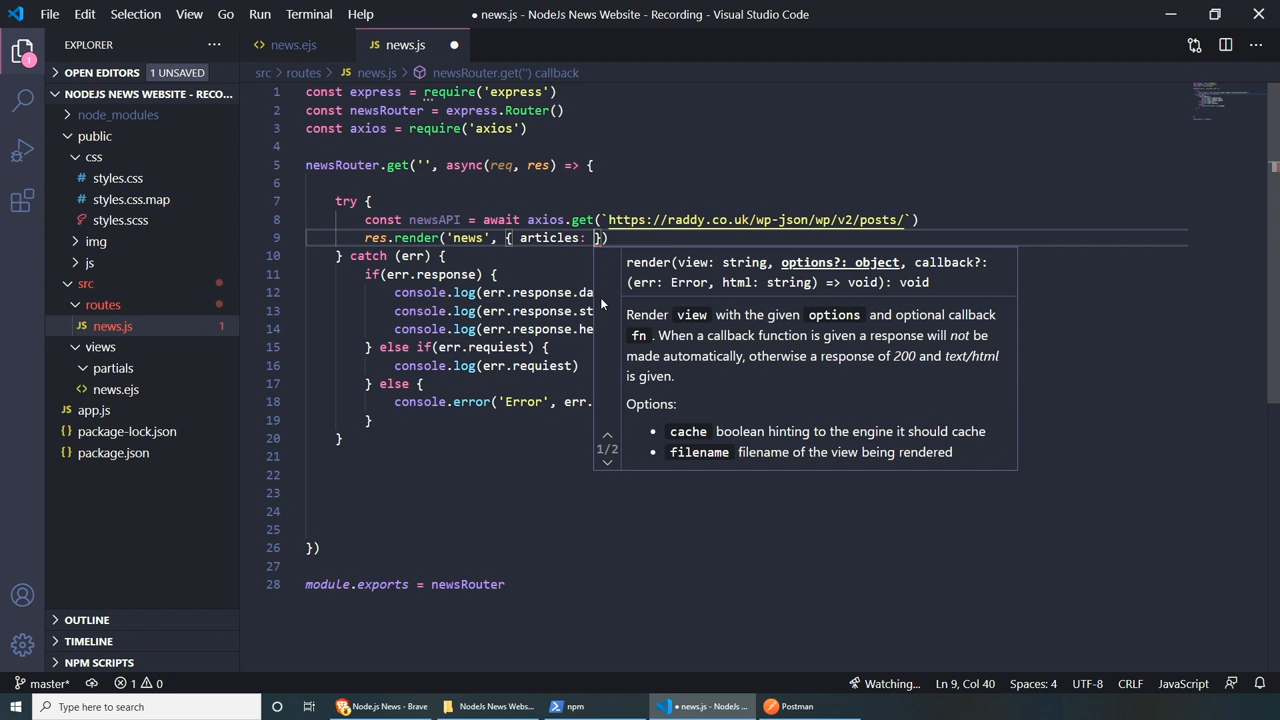 File Edit Selection View Go Run Terminal Help
● news.js - NodeJs News Website - Recording - Visual Studio Code
EXPLORER ···
<> news.ejs
JS news.js ●
OPEN EDITORS 1 UNSAVED
src > routes > JS news.js > newsRouter.get('') callback
NODEJS NEWS WEBSITE - RECO...
node_modules
public
css
# styles.css
# styles.css.map
styles.scss
img
js
src
routes
JS news.js 1
views
partials
<> news.ejs
JS app.js
{} package-lock.json
{} package.json
OUTLINE
TIMELINE
NPM SCRIPTS
1
1 const express = require('express')
2 const newsRouter = express.Router()
3 const axios = require('axios')
4
5 newsRouter.get('', async(req, res) => {
6
7 try {
8 const newsAPI = await axios.get(`https://raddy.co.uk/wp-json/wp/v2/posts/`)
9 res.render('news', { articles: })
10 } catch (err) {
11 if(err.response) {
12 console.log(err.response.da
13 console.log(err.response.st
14 console.log(err.response.he
15 } else if(err.requiest) {
16 console.log(err.requiest)
17 } else {
18 console.error('Error', err.
19 }
20 }
21
22
23
24
25
26 })
27
28 module.exports = newsRouter
render(view: string, options?: object, callback?:
(err: Error, html: string) => void): void
Render view with the given options and optional callback
fn . When a callback function is given a response will not be
made automatically, otherwise a response of 200 and text/html
is given.
Options:
• cache boolean hinting to the engine it should cache
• filename filename of the view being rendered
1/2
master* 1 0
Watching... Ln 9, Col 40 Spaces: 4 UTF-8 CRLF JavaScript
Type here to search
Node.js News - Brave
NodeJs News Webs...
npm
● news.js - NodeJs ...
Postman